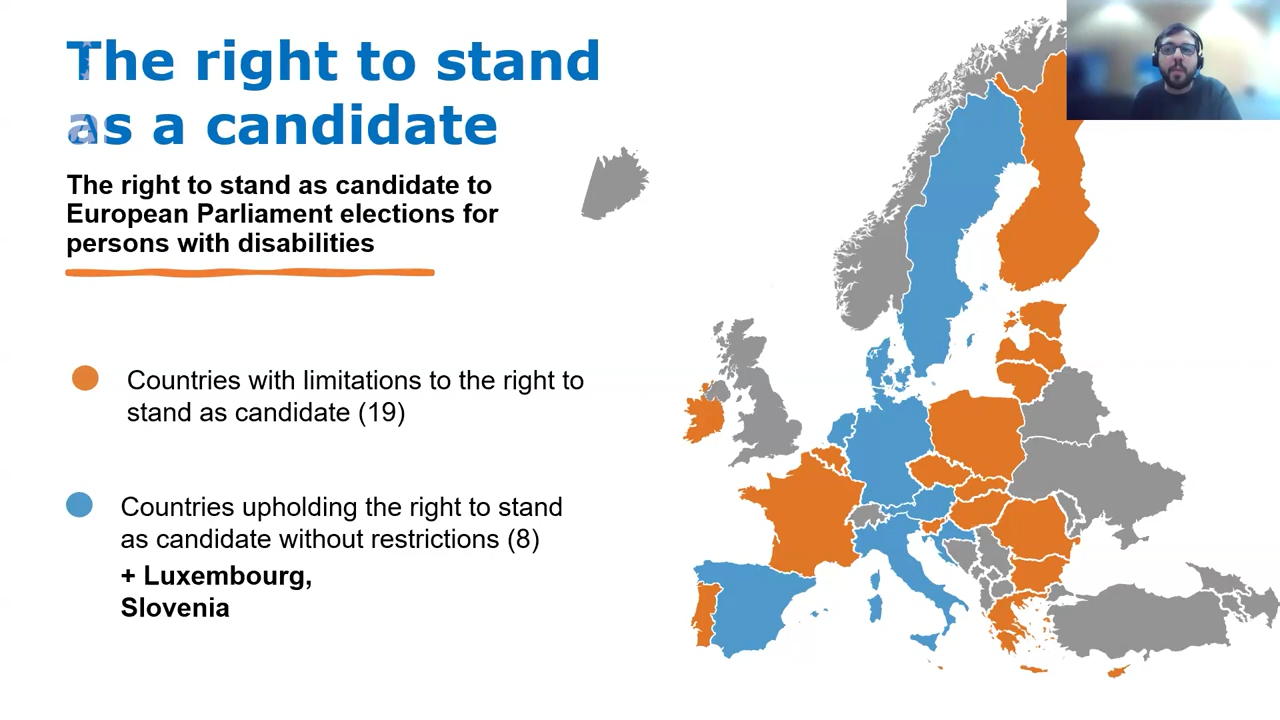 The right to stand
as a candidate
The right to stand as candidate to
European Parliament elections for
persons with disabilities
Countries with limitations to the right to
stand as candidate (19)
Countries upholding the right to stand
as candidate without restrictions (8)
+ Luxembourg,
Slovenia